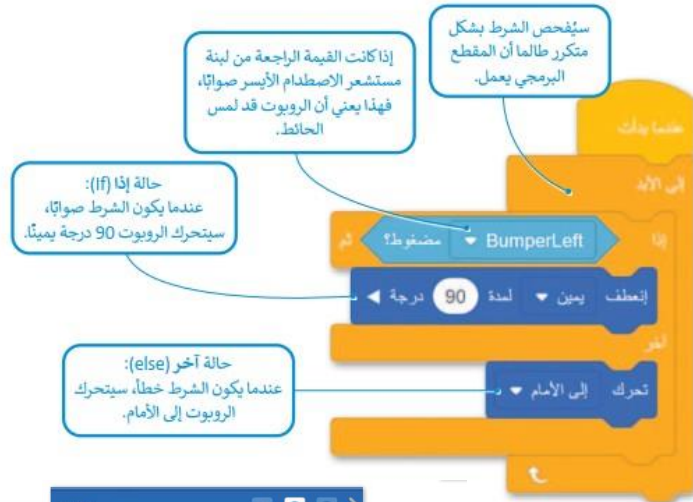 سيُفحص الشرط بشكل
متكرر طالما أن المقطع
البرمجي يعمل.
إذا كانت القيمة الراجعة من لبنة
مستشعر الاصطدام الأيسر صوابًا،
فهذا يعني أن الروبوت قد لمس
الحائط.
عندما بدأت
إلى الأبد
إذا BumperLeft مضغوط؟ ثم
حالة إذا (If):
عندما يكون الشرط صوابًا،
سيتحرك الروبوت 90 درجة يمينًا.
إنعطف يمين لمدة 90 درجة
آخر
حالة آخر (else):
عندما يكون الشرط خطأ، سيتحرك
الروبوت إلى الأمام.
تحرك إلى الأمام